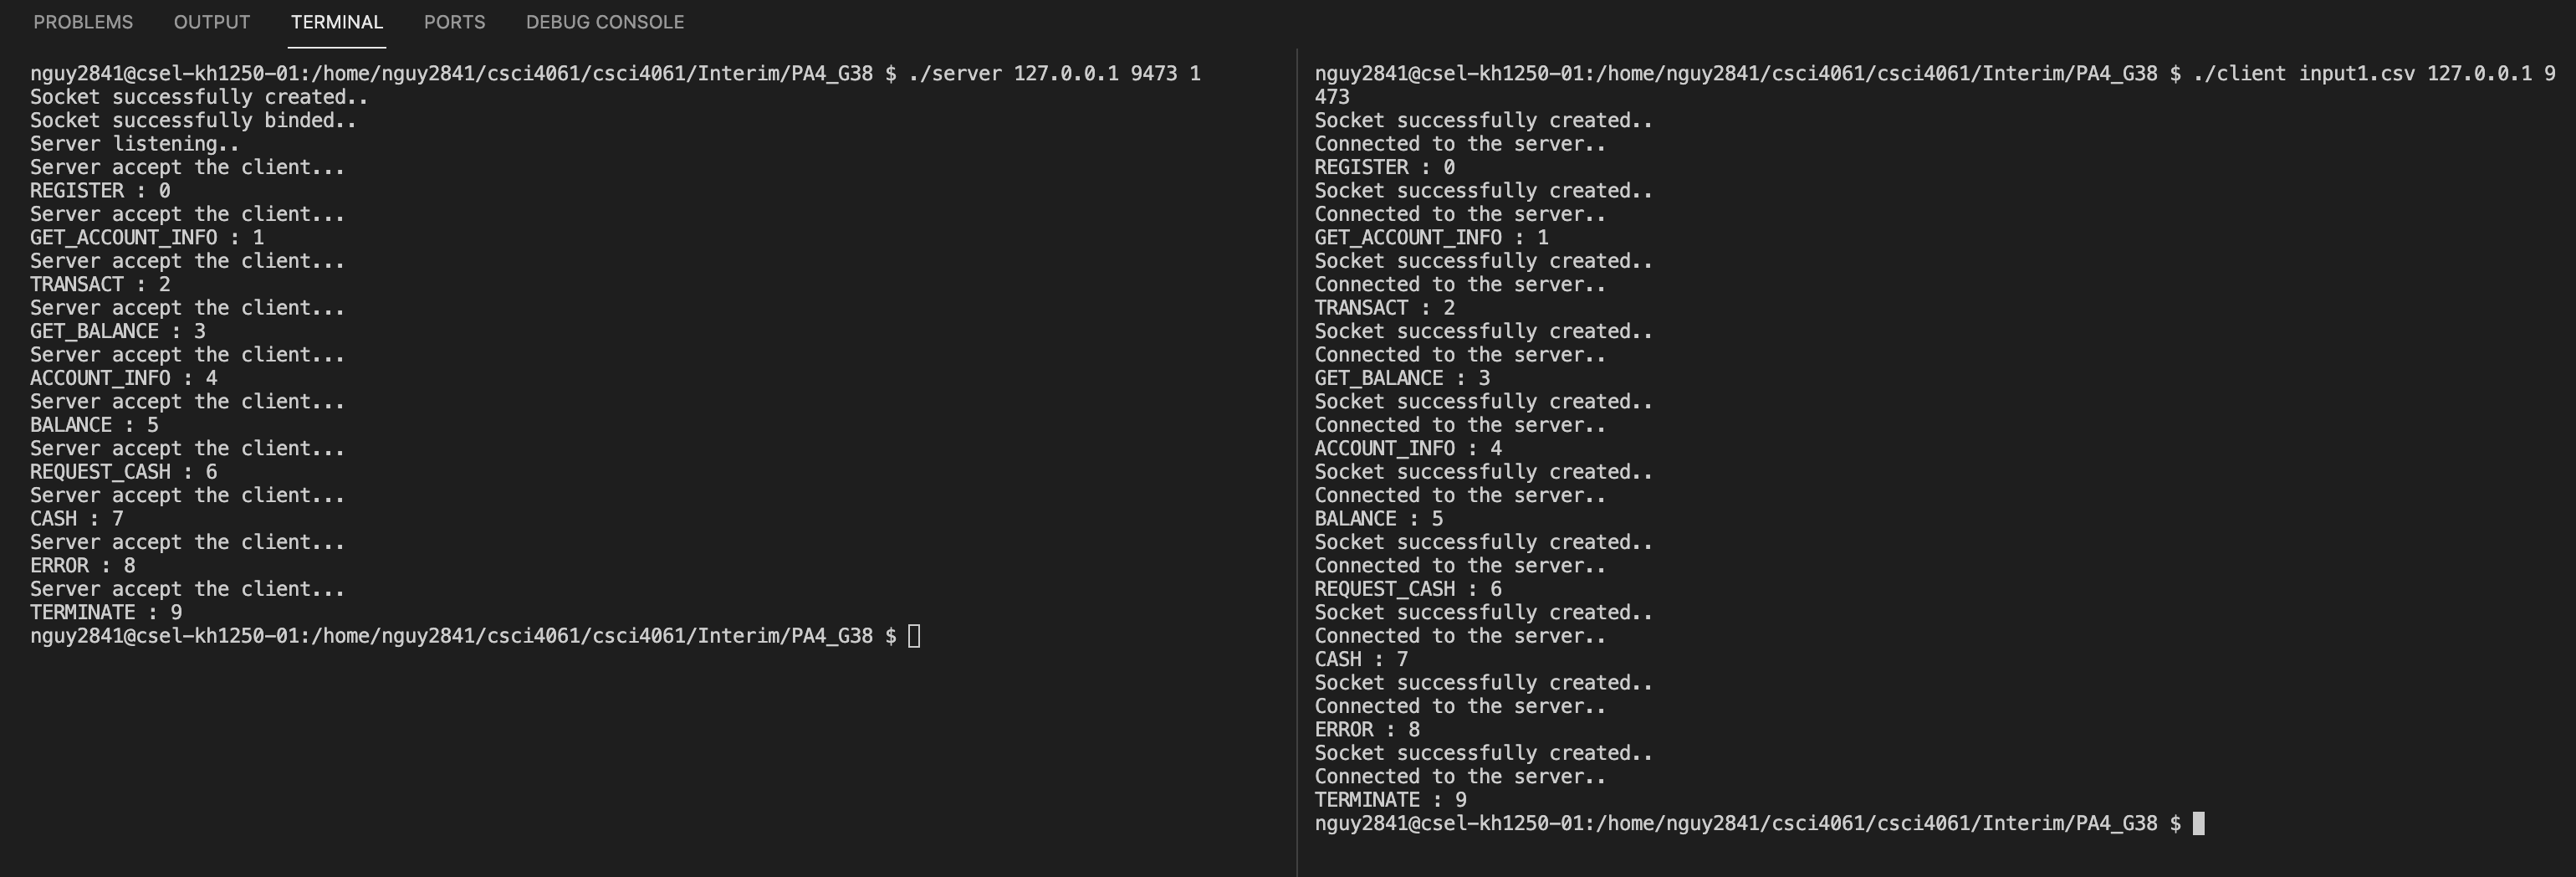 PROBLEMS OUTPUT TERMINAL PORTS DEBUG CONSOLE
nguy2841@csel-kh1250-01:/home/nguy2841/csci4061/csci4061/Interim/PA4_G38 $ ./server 127.0.0.1 9473 1
Socket successfully created..
Socket successfully binded..
Server listening..
Server accept the client...
REGISTER : 0
Server accept the client...
GET_ACCOUNT_INFO : 1
Server accept the client...
TRANSACT : 2
Server accept the client...
GET_BALANCE : 3
Server accept the client...
ACCOUNT_INFO : 4
Server accept the client...
BALANCE : 5
Server accept the client...
REQUEST_CASH : 6
Server accept the client...
CASH : 7
Server accept the client...
ERROR : 8
Server accept the client...
TERMINATE : 9
nguy2841@csel-kh1250-01:/home/nguy2841/csci4061/csci4061/Interim/PA4_G38 $
nguy2841@csel-kh1250-01:/home/nguy2841/csci4061/csci4061/Interim/PA4_G38 $ ./client input1.csv 127.0.0.1 9
473
Socket successfully created..
Connected to the server..
REGISTER : 0
Socket successfully created..
Connected to the server..
GET_ACCOUNT_INFO : 1
Socket successfully created..
Connected to the server..
TRANSACT : 2
Socket successfully created..
Connected to the server..
GET_BALANCE : 3
Socket successfully created..
Connected to the server..
ACCOUNT_INFO : 4
Socket successfully created..
Connected to the server..
BALANCE : 5
Socket successfully created..
Connected to the server..
REQUEST_CASH : 6
Socket successfully created..
Connected to the server..
CASH : 7
Socket successfully created..
Connected to the server..
ERROR : 8
Socket successfully created..
Connected to the server..
TERMINATE : 9
nguy2841@csel-kh1250-01:/home/nguy2841/csci4061/csci4061/Interim/PA4_G38 $